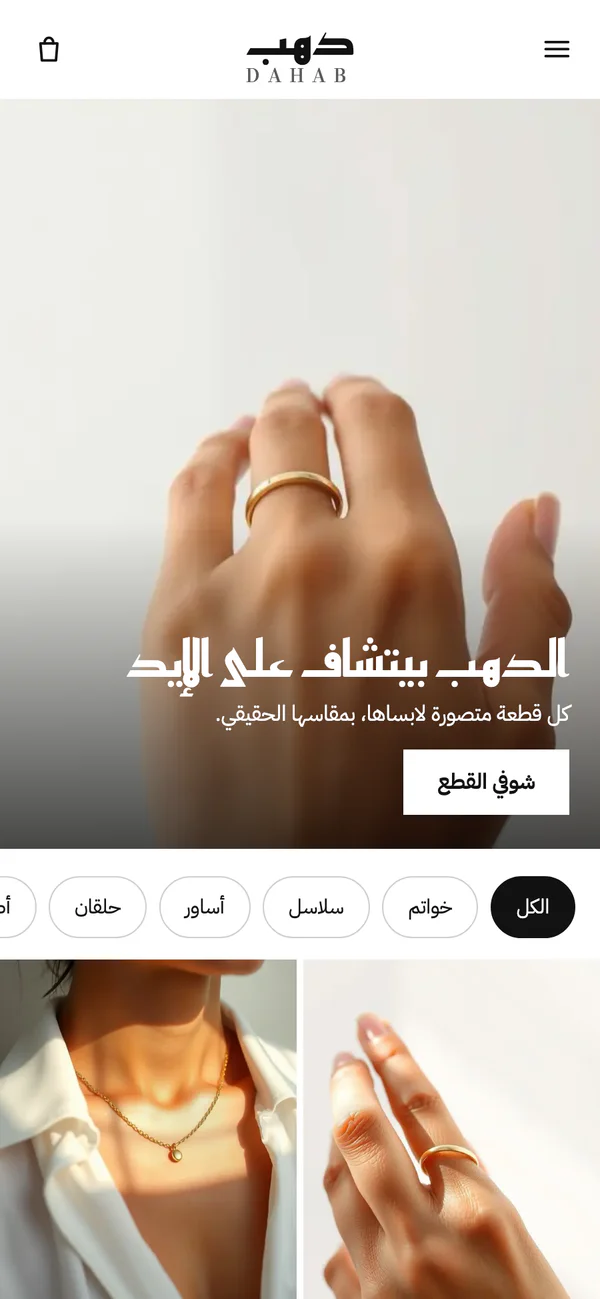 دهب
DAHAB
الدهب بيتشاف على الإيد
كل قطعة متصورة لابساها، بمقاسها الحقيقي.
شوفي القطع
الكل
خواتم
سلاسل
أساور
حلقان